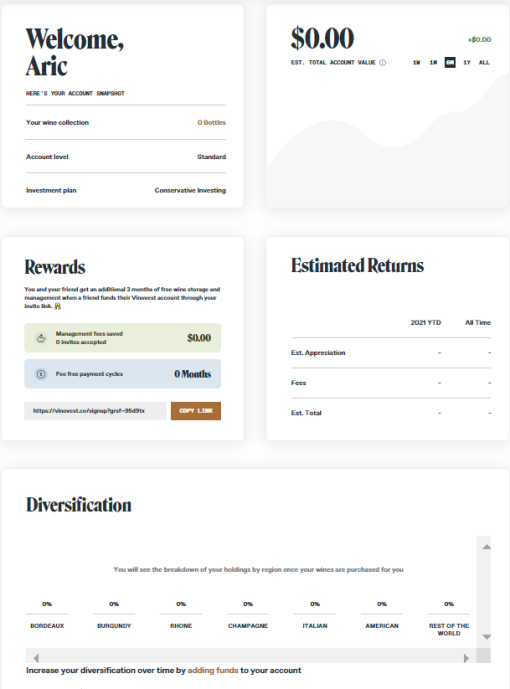 Welcome,
Aric
HERE'S YOUR ACCOUNT SNAPSHOT
Your wine collection 0 Bottles
Account level Standard
Investment plan Conservative Investing
$0.00 +$0.00
EST. TOTAL ACCOUNT VALUE 1W 1M 6M 1Y ALL
Rewards
You and your friend get an additional 3 months of free wine storage and
management when a friend funds their Vinovest account through your
invite link.
Management fees saved
0 invites accepted
$0.00
Fee free payment cycles 0 Months
https://vinovest.co/signup?grsf=95d9tx COPY LINK
Estimated Returns
2021 YTD All Time
Est. Appreciation - -
Fees - -
Est. Total - -
Diversification
You will see the breakdown of your holdings by region once your wines are purchased for you
0% 0% 0% 0% 0% 0% 0%
BORDEAUX BURGUNDY RHONE CHAMPAGNE ITALIAN AMERICAN REST OF THE
WORLD
Increase your diversification over time by adding funds to your account